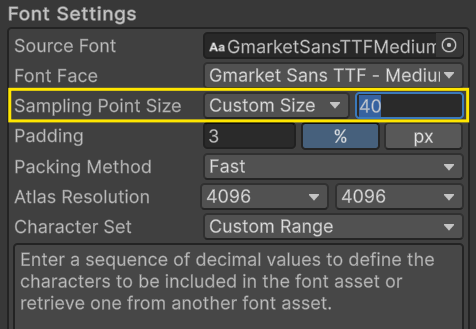 Font Settings
Source Font Aa GmarketSansTTFMedium
Font Face Gmarket Sans TTF - Mediu
Sampling Point Size Custom Size 40
Padding 3 % px
Packing Method Fast
Atlas Resolution 4096 4096
Character Set Custom Range
Enter a sequence of decimal values to define the
characters to be included in the font asset or
retrieve one from another font asset.